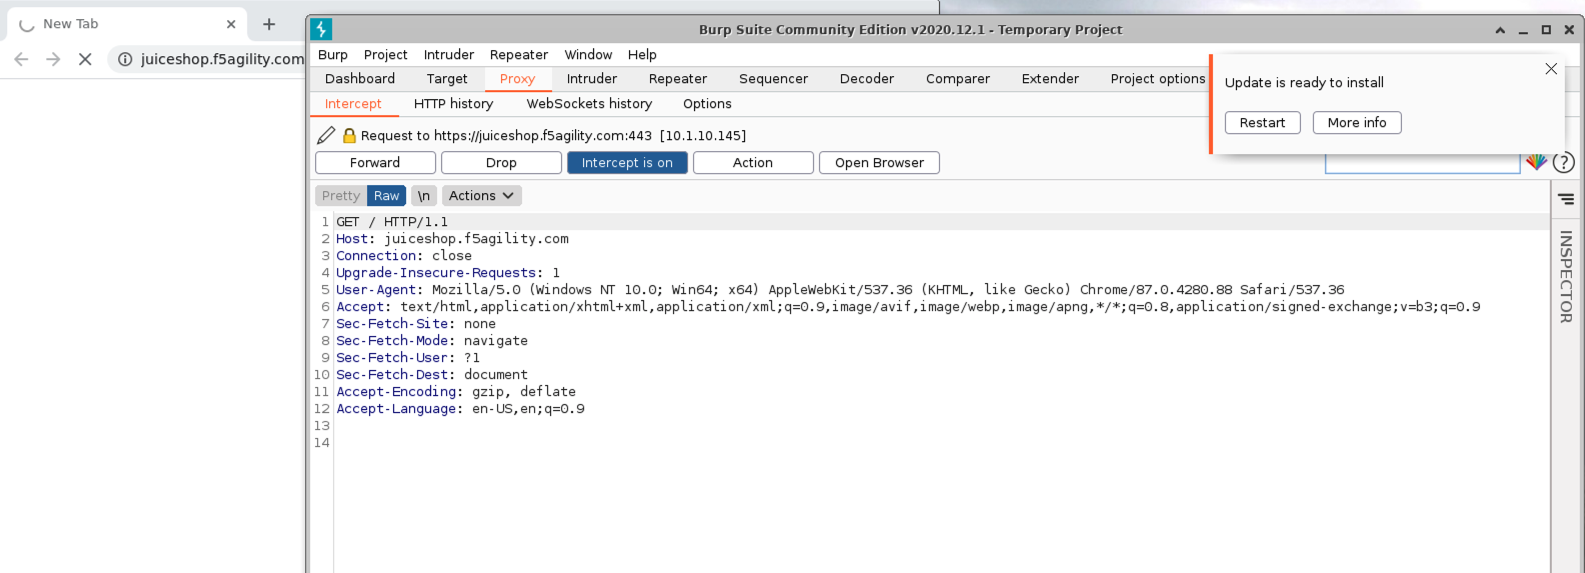 New Tab
juiceshop.f5agility.com
Burp Suite Community Edition v2020.12.1 - Temporary Project
Burp Project Intruder Repeater Window Help
Dashboard Target Proxy Intruder Repeater Sequencer Decoder Comparer Extender Project options
Update is ready to install
Restart More info
Intercept HTTP history WebSockets history Options
Request to https://juiceshop.f5agility.com:443 [10.1.10.145]
Forward Drop Intercept is on Action Open Browser
?
Pretty Raw \n Actions
INSPECTOR
1 GET / HTTP/1.1
2 Host: juiceshop.f5agility.com
3 Connection: close
4 Upgrade-Insecure-Requests: 1
5 User-Agent: Mozilla/5.0 (Windows NT 10.0; Win64; x64) AppleWebKit/537.36 (KHTML, like Gecko) Chrome/87.0.4280.88 Safari/537.36
6 Accept: text/html,application/xhtml+xml,application/xml;q=0.9,image/avif,image/webp,image/apng,*/*;q=0.8,application/signed-exchange;v=b3;q=0.9
7 Sec-Fetch-Site: none
8 Sec-Fetch-Mode: navigate
9 Sec-Fetch-User: ?1
10 Sec-Fetch-Dest: document
11 Accept-Encoding: gzip, deflate
12 Accept-Language: en-US,en;q=0.9
13
14